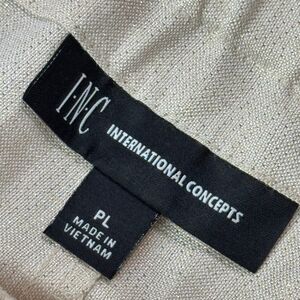 I·N·C
INTERNATIONAL CONCEPTS
PL
MADE IN
VIETNAM